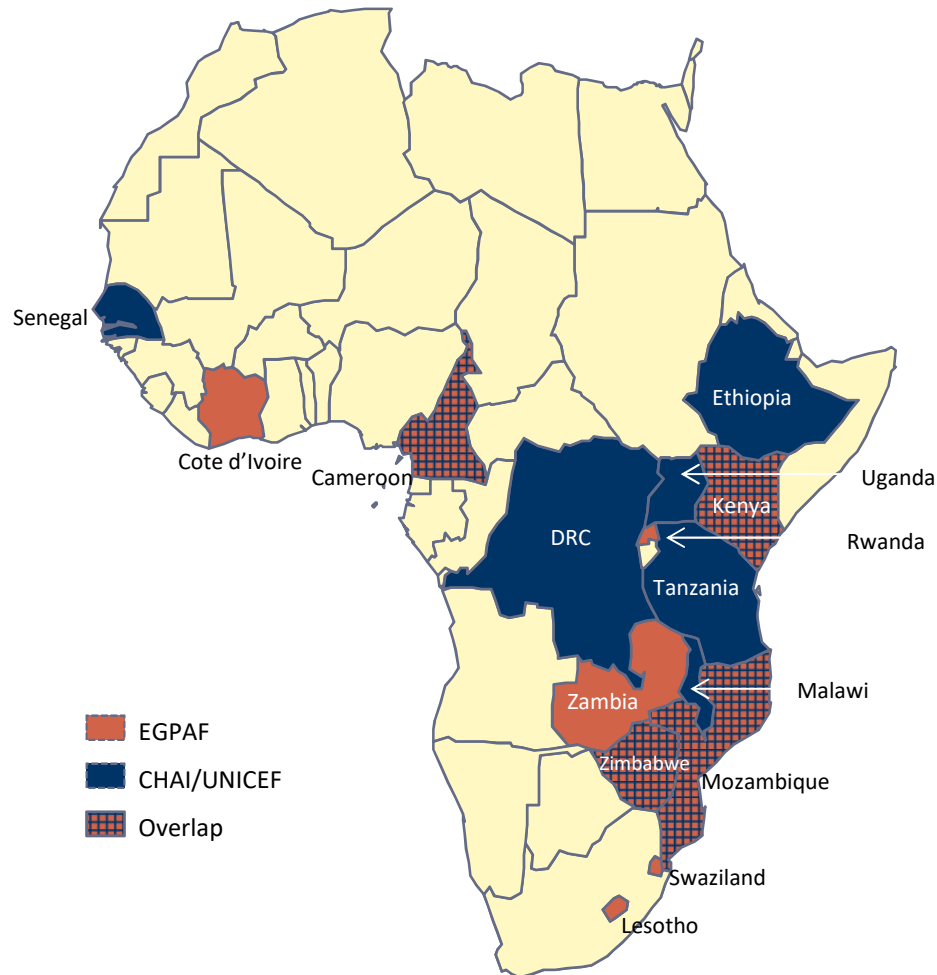 Senegal
Ethiopia
Cote d’Ivoire
Cameroon
Uganda
Kenya
DRC
Rwanda
Tanzania
Malawi
Zambia
EGPAF
Zimbabwe
CHAI/UNICEF
Mozambique
Overlap
Swaziland
Lesotho